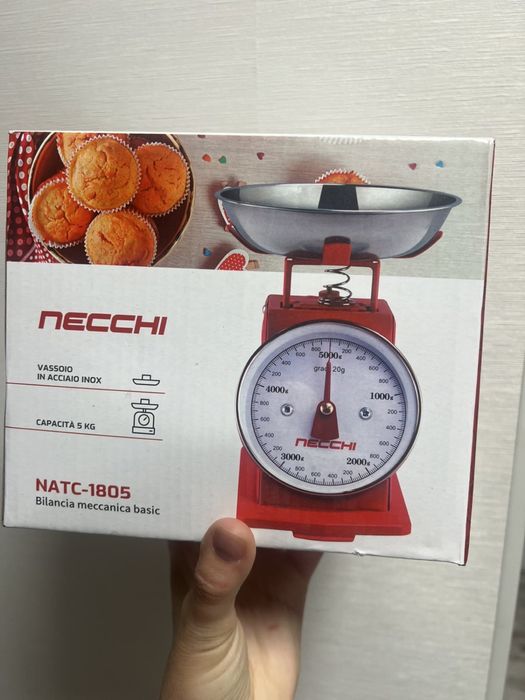 NECCHI
VASSOIO
IN ACCIAIO INOX
CAPACITÀ 5 KG
NATC-1805
Bilancia meccanica basic
5000g
grad. 20g
4000g
1000g
NECCHI
3000g
2000g